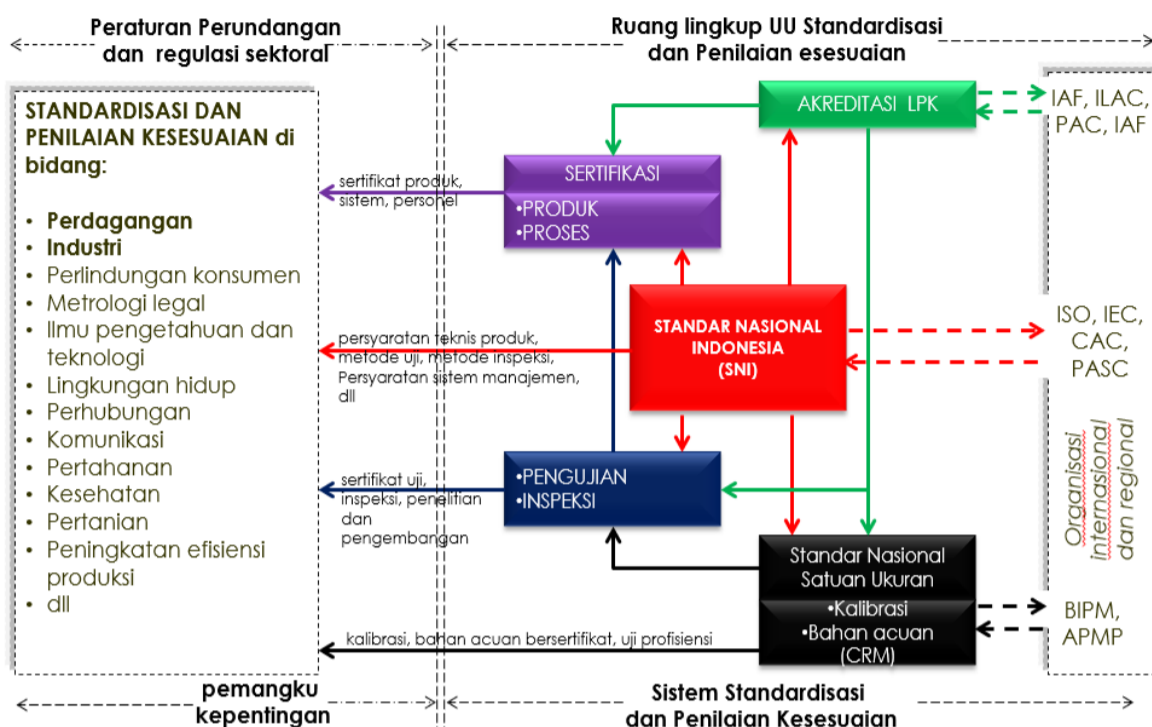 Peraturan Perundangan
dan regulasi sektoral
Ruang lingkup UU Standardisasi
dan Penilaian esesuaian
STANDARDISASI DAN
PENILAIAN KESESUAIAN di
bidang:
• Perdagangan
• Industri
• Perlindungan konsumen
• Metrologi legal
• Ilmu pengetahuan dan
teknologi
• Lingkungan hidup
• Perhubungan
• Komunikasi
• Pertahanan
• Kesehatan
• Pertanian
• Peningkatan efisiensi
produksi
• dll
sertifikat produk,
sistem, personel
persyaratan teknis produk,
metode uji, metode inspeksi,
Persyaratan sistem manajemen,
dll
sertifikat uji,
inspeksi, penelitian
dan
pengembangan
kalibrasi, bahan acuan bersertifikat, uji profisiensi
AKREDITASI LPK
SERTIFIKASI
•PRODUK
•PROSES
STANDAR NASIONAL
INDONESIA
(SNI)
•PENGUJIAN
•INSPEKSI
Standar Nasional
Satuan Ukuran
•Kalibrasi
•Bahan acuan
(CRM)
IAF, ILAC,
PAC, IAF
ISO, IEC,
CAC,
PASC
Organisasi
internasional
dan regional
BIPM,
APMP
pemangku
kepentingan
Sistem Standardisasi
dan Penilaian Kesesuaian